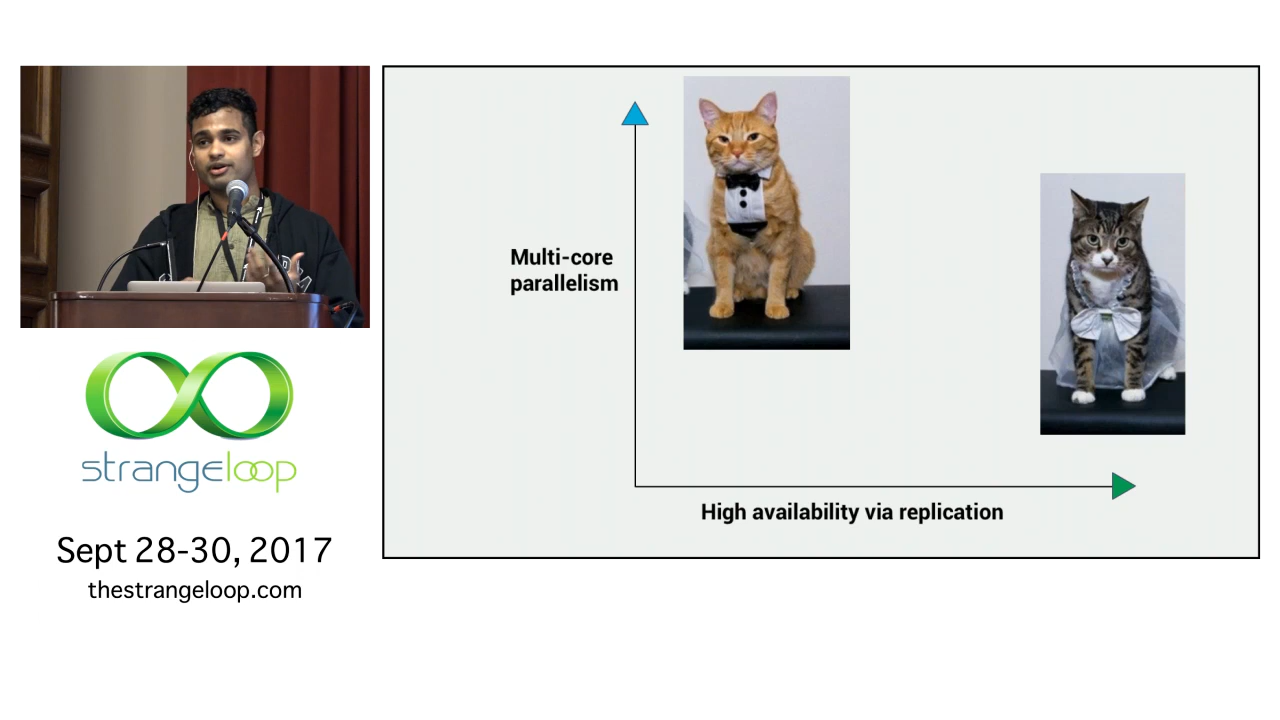 Multi-core
parallelism
High availability via replication
strangeloop
Sept 28-30, 2017
thestrangeloop.com